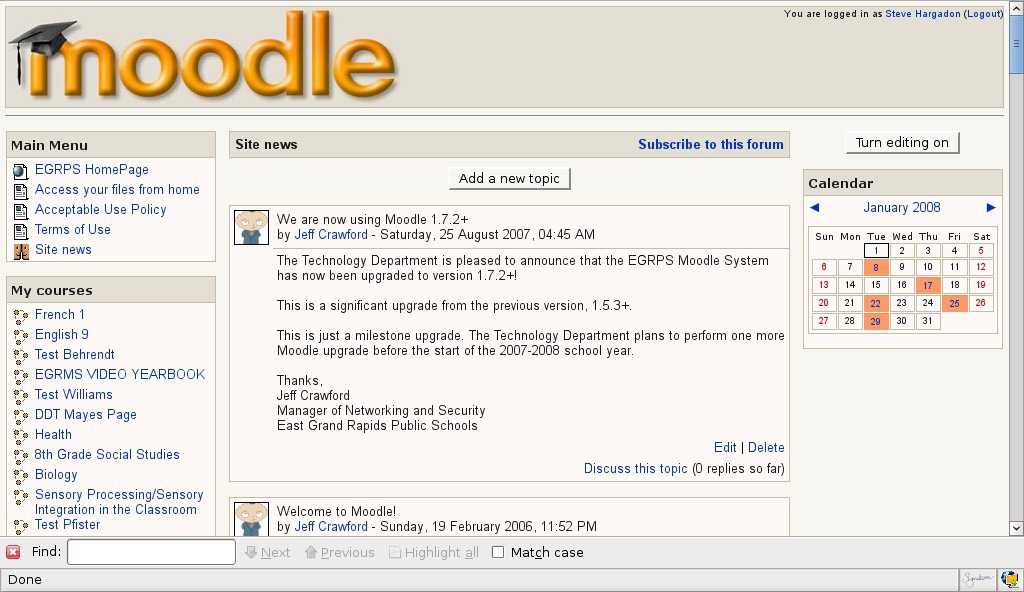 You are logged in as Steve Hargadon (Logout)
moodle
Main Menu
EGRPS HomePage
Access your files from home
Acceptable Use Policy
Terms of Use
Site news
My courses
French 1
English 9
Test Behrendt
EGRMS VIDEO YEARBOOK
Test Williams
DDT Mayes Page
Health
8th Grade Social Studies
Biology
Sensory Processing/Sensory
Integration in the Classroom
Test Pfister
Site news Subscribe to this forum
Add a new topic
We are now using Moodle 1.7.2+
by Jeff Crawford - Saturday, 25 August 2007, 04:45 AM
The Technology Department is pleased to announce that the EGRPS Moodle System
has now been upgraded to version 1.7.2+!
This is a significant upgrade from the previous version, 1.5.3+.
This is just a milestone upgrade. The Technology Department plans to perform one more
Moodle upgrade before the start of the 2007-2008 school year.
Thanks,
Jeff Crawford
Manager of Networking and Security
East Grand Rapids Public Schools
Edit | Delete
Discuss this topic (0 replies so far)
Welcome to Moodle!
by Jeff Crawford - Sunday, 19 February 2006, 11:52 PM
Turn editing on
Calendar
◄ January 2008 ►
Sun Mon Tue Wed Thu Fri Sat
1 2 3 4 5
6 7 8 9 10 11 12
13 14 15 16 17 18 19
20 21 22 23 24 25 26
27 28 29 30 31
Find: Next Previous Highlight all Match case
Done